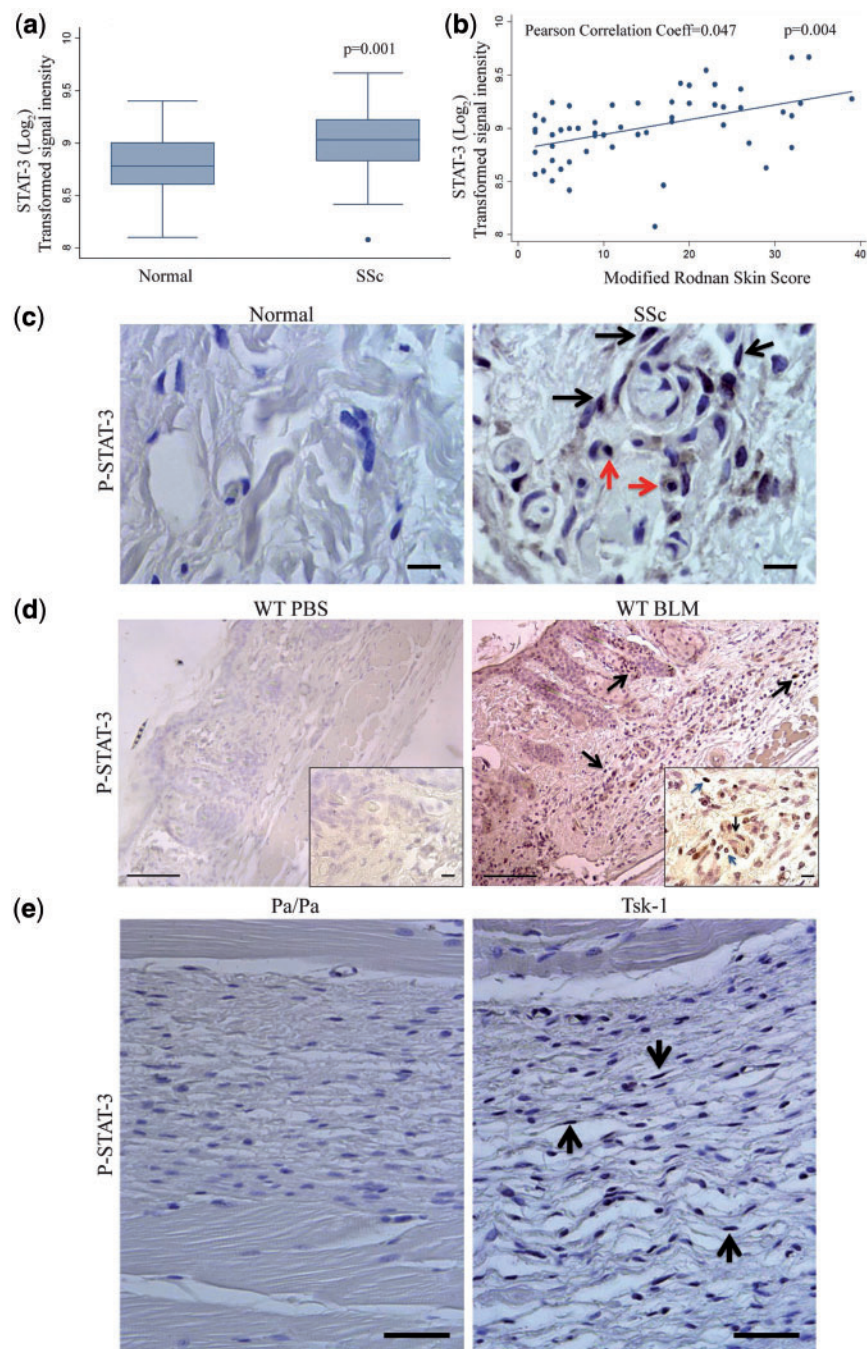 (a)
(b)
p=0.001
STAT-3 (Log2)
Transformed signal inensity
10
9.5
9
8.5
8
Normal
SSc
Pearson Correlation Coeff=0.047
p=0.004
STAT-3 (Log2)
Transformed signal inensity
10
9.5
9
8.5
8
0
10
20
30
40
Modified Rodnan Skin Score
(c)
Normal
SSc
P-STAT-3
(d)
WT PBS
WT BLM
P-STAT-3
(e)
Pa/Pa
Tsk-1
P-STAT-3